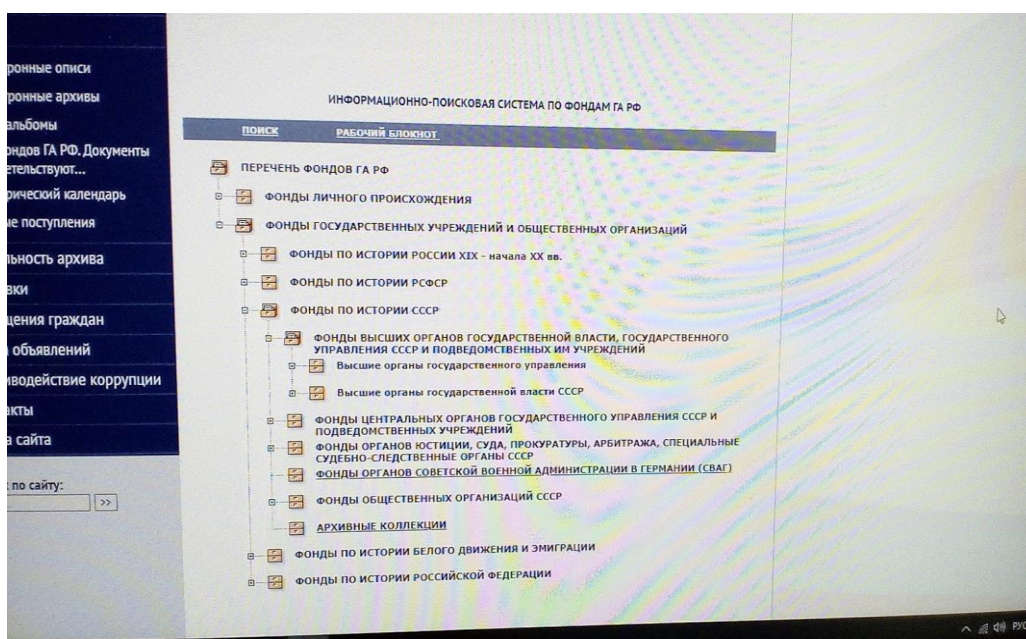 ронные описи
ронные архивы
альбомы
ондов ГА РФ. Документы
етельствуют...
рический календарь
ые поступления
льность архива
вки
щения граждан
объявлений
иводействие коррупции
акты
а сайта
по сайту:
>>
ИНФОРМАЦИОННО-ПОИСКОВАЯ СИСТЕМА ПО ФОНДАМ ГА РФ
ПОИСК РАБОЧИЙ БЛОКНОТ
ПЕРЕЧЕНЬ ФОНДОВ ГА РФ
ФОНДЫ ЛИЧНОГО ПРОИСХОЖДЕНИЯ
ФОНДЫ ГОСУДАРСТВЕННЫХ УЧРЕЖДЕНИЙ И ОБЩЕСТВЕННЫХ ОРГАНИЗАЦИЙ
ФОНДЫ ПО ИСТОРИИ РОССИИ XIX - начала XX вв.
ФОНДЫ ПО ИСТОРИИ РСФСР
ФОНДЫ ПО ИСТОРИИ СССР
ФОНДЫ ВЫСШИХ ОРГАНОВ ГОСУДАРСТВЕННОЙ ВЛАСТИ, ГОСУДАРСТВЕННОГО
УПРАВЛЕНИЯ СССР И ПОДВЕДОМСТВЕННЫХ ИМ УЧРЕЖДЕНИЙ
Высшие органы государственного управления
Высшие органы государственной власти СССР
ФОНДЫ ЦЕНТРАЛЬНЫХ ОРГАНОВ ГОСУДАРСТВЕННОГО УПРАВЛЕНИЯ СССР И
ПОДВЕДОМСТВЕННЫХ УЧРЕЖДЕНИЙ
ФОНДЫ ОРГАНОВ ЮСТИЦИИ, СУДА, ПРОКУРАТУРЫ, АРБИТРАЖА, СПЕЦИАЛЬНЫЕ
СУДЕБНО-СЛЕДСТВЕННЫЕ ОРГАНЫ СССР
ФОНДЫ ОРГАНОВ СОВЕТСКОЙ ВОЕННОЙ АДМИНИСТРАЦИИ В ГЕРМАНИИ (СВАГ)
ФОНДЫ ОБЩЕСТВЕННЫХ ОРГАНИЗАЦИЙ СССР
АРХИВНЫЕ КОЛЛЕКЦИИ
ФОНДЫ ПО ИСТОРИИ БЕЛОГО ДВИЖЕНИЯ И ЭМИГРАЦИИ
ФОНДЫ ПО ИСТОРИИ РОССИЙСКОЙ ФЕДЕРАЦИИ
РУС